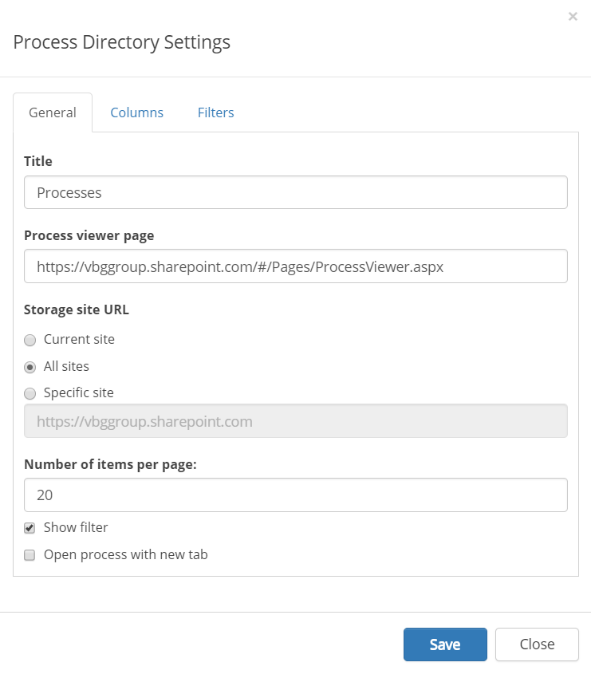 ×
Process Directory Settings
General Columns Filters
Title
Processes
Process viewer page
https://vbggroup.sharepoint.com/#/Pages/ProcessViewer.aspx
Storage site URL
Current site
All sites
Specific site
https://vbggroup.sharepoint.com
Number of items per page:
20
Show filter
Open process with new tab
Save Close